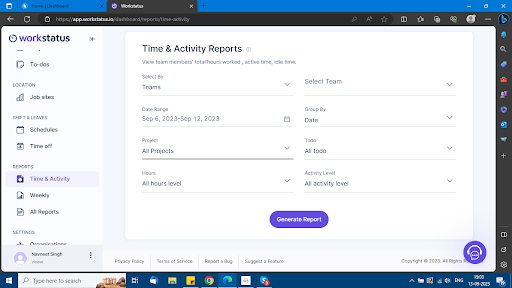 Home | Dashboard
Workstatus
https://app.workstatus.io/dashboard/reports/time-activity
workstatus
To-dos
LOCATION
Job sites
SHIFT & LEAVES
Schedules
Time off
REPORTS
Time & Activity
Weekly
All Reports
SETTINGS
Organisations
Navneet Singh
Time & Activity Reports
View team members' total hours worked , active time, idle time.
Select By
Teams
Select Team
Date Range
Sep 6, 2023-Sep 12, 2023
Group By
Date
Project
All Projects
Todo
All todo
Hours
All hours level
Activity Level
All activity level
Generate Report
Privacy Policy
Terms of Service
Report a Bug
Suggest a Feature
Copyright © 2023. All Rights
Type here to search
ENG
15:03
13-09-2023